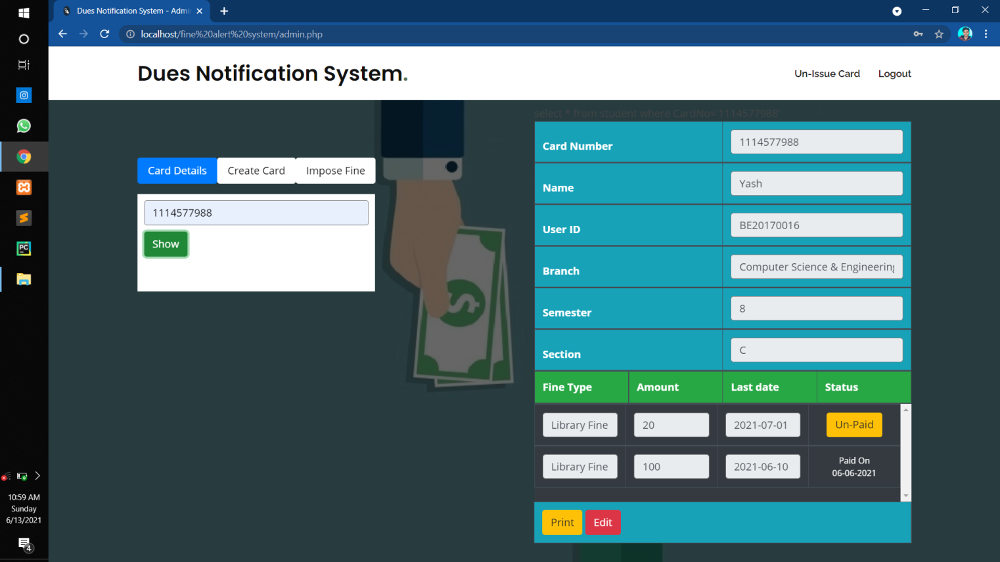 Dues Notification System - Admi
localhost/fine%20alert%20system/admin.php
Dues Notification System.
Un-Issue Card
Logout
select * from student where CardNo='1114577988'
Card Details
Create Card
Impose Fine
1114577988
Show
Card Number
1114577988
Name
Yash
User ID
BE20170016
Branch
Computer Science & Engineering
Semester
8
Section
C
Fine Type
Amount
Last date
Status
Library Fine
20
2021-07-01
Un-Paid
Library Fine
100
2021-06-10
Paid On
06-06-2021
Print
Edit
PC
10:59 AM
Sunday
6/13/2021
4